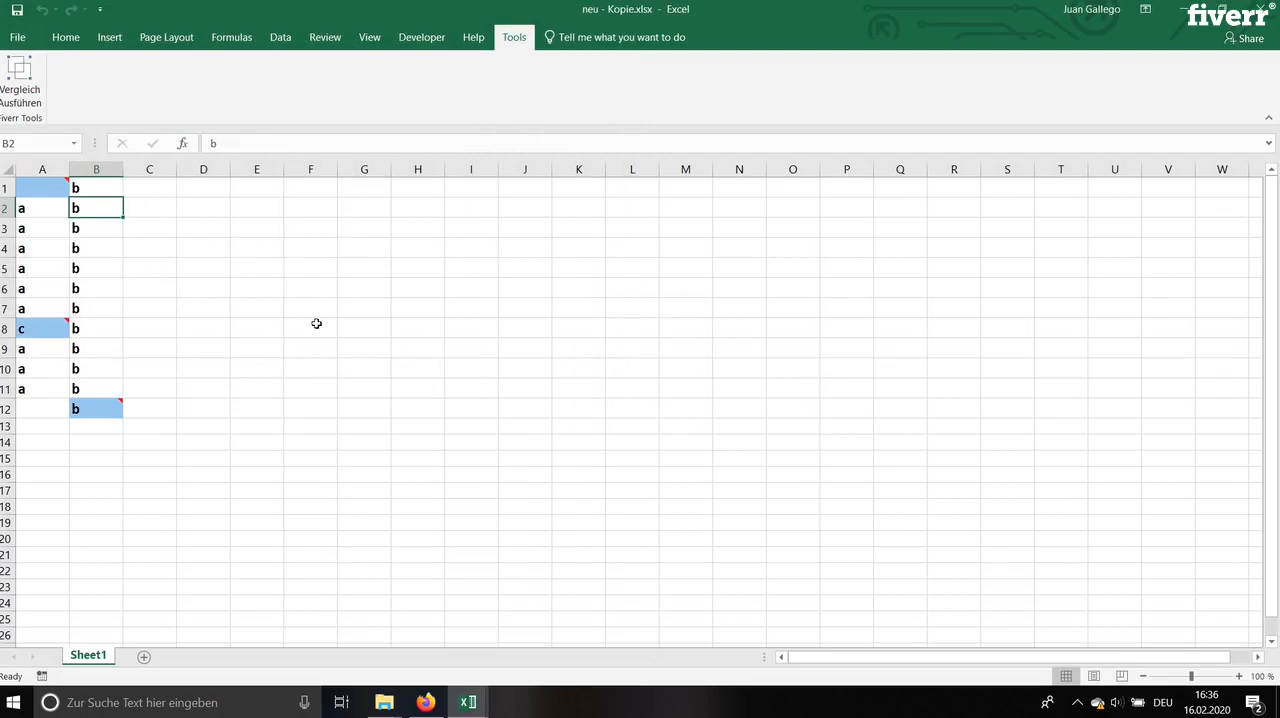 neu - Kopie.xlsx - Excel
Juan Gallego
fiverr®
File Home Insert Page Layout Formulas Data Review View Developer Help Tools Tell me what you want to do Share
Vergleich
Ausführen
Fiverr Tools
B2 fx b
A B C D E F G H I J K L M N O P Q R S T U V W
1 b
2 a b
3 a b
4 a b
5 a b
6 a b
7 a b
8 c b
9 a b
10 a b
11 a b
12 b
13
14
15
16
17
18
19
20
21
22
23
24
25
26
Sheet1
Ready 100 %
Zur Suche Text hier eingeben DEU 16:36
16.02.2020 2